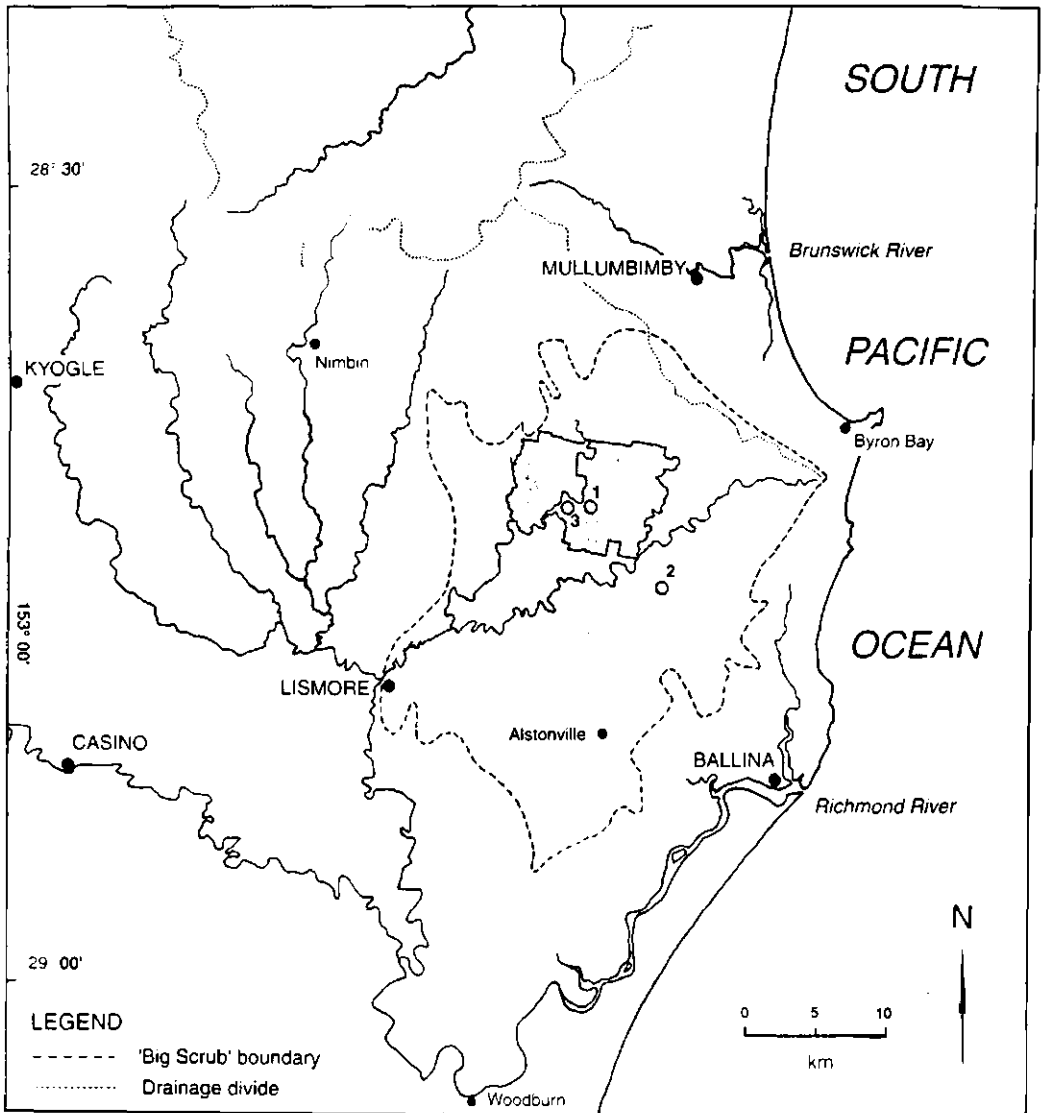 SOUTH
28° 30'
Brunswick River
MULLUMBIMBY
PACIFIC
Nimbin
KYOGLE
Byron Bay
1
3
2
153° 00'
OCEAN
LISMORE
Alstonville
CASINO
BALLINA
Richmond River
N
29 00'
LEGEND
0 5 10
km
'Big Scrub' boundary
Drainage divide
Woodburn